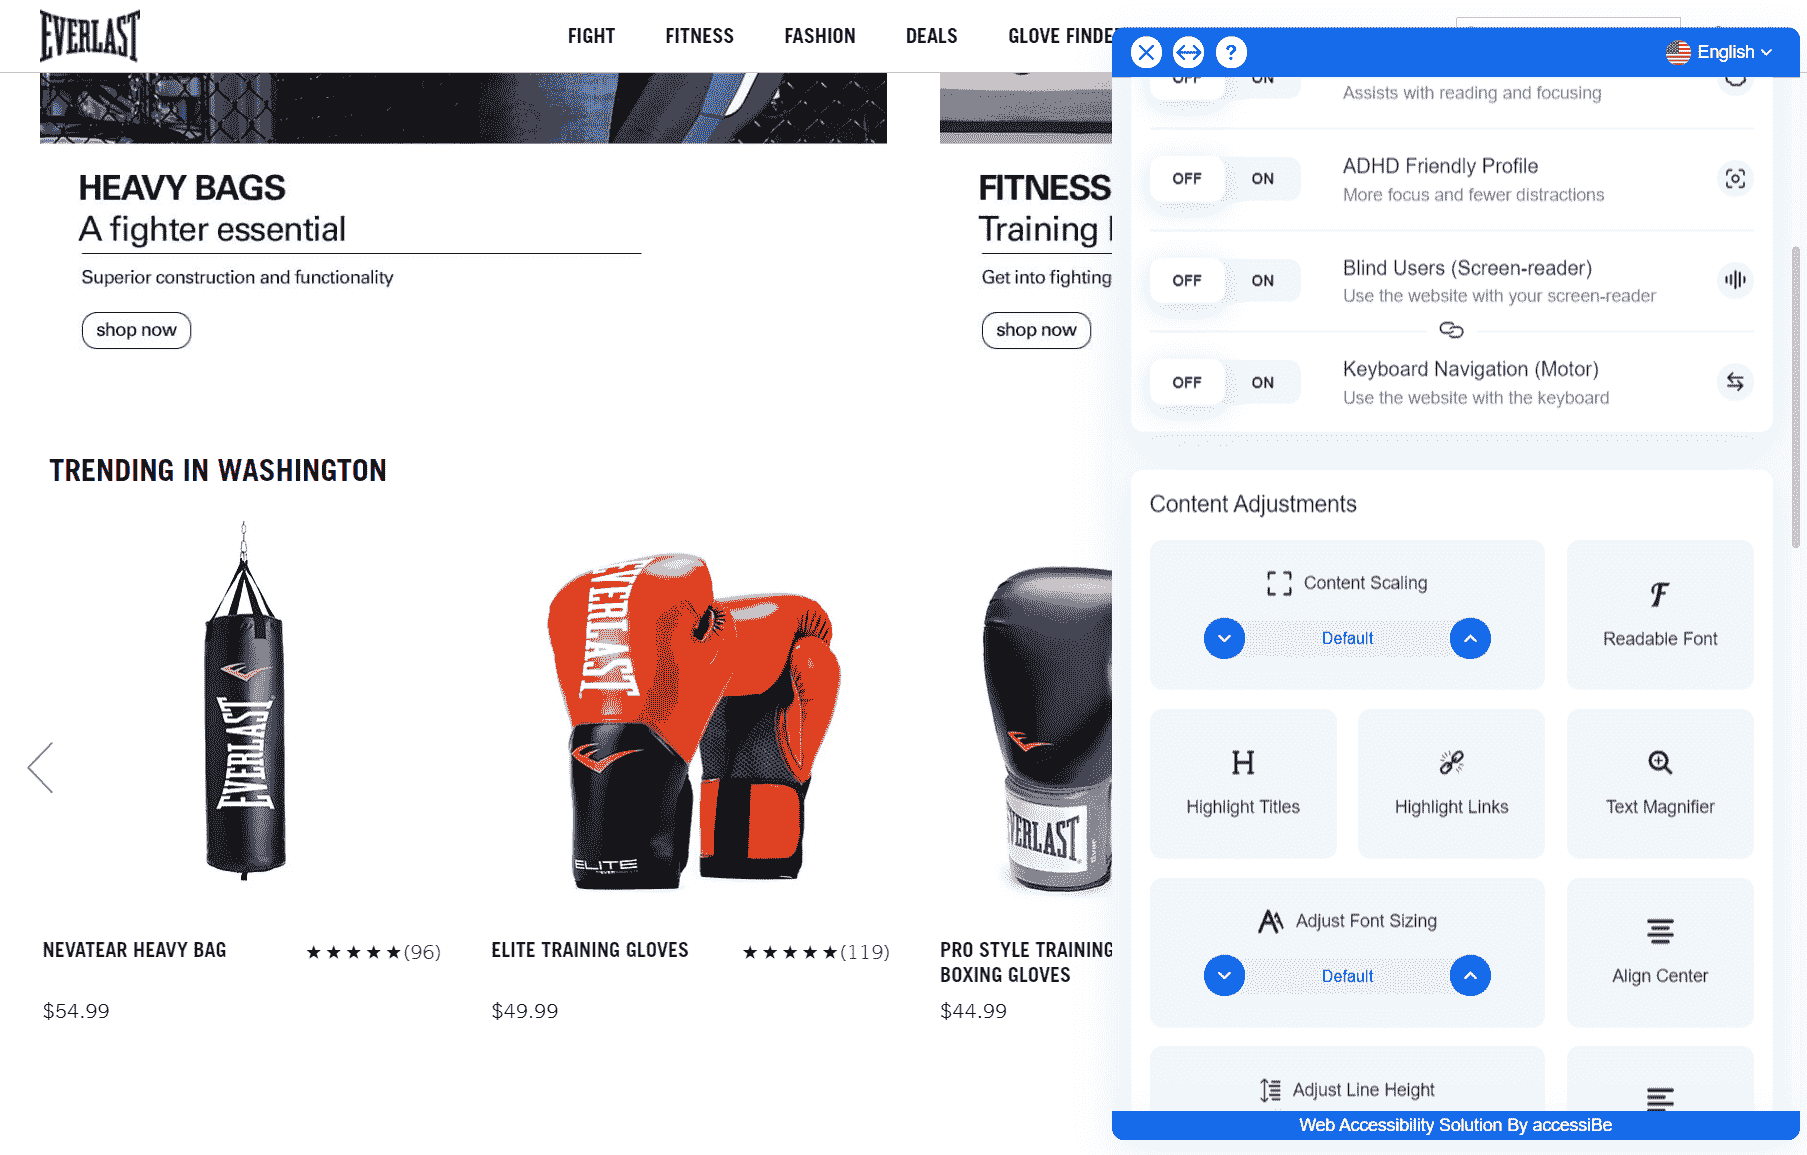 EVERLAST
FIGHT
FITNESS
FASHION
DEALS
GLOVE FINDE
HEAVY BAGS
A fighter essential
Superior construction and functionality
shop now
FITNESS
Training
Get into fighting
shop now
TRENDING IN WASHINGTON
EVERLAST
EVERLAST
ELITE
EVERLAST
NEVATEAR HEAVY BAG
★★★★★(96)
$54.99
ELITE TRAINING GLOVES
★★★★★(119)
$49.99
PRO STYLE TRAINING
BOXING GLOVES
$44.99
English
OFF ON
Assists with reading and focusing
OFF ON
ADHD Friendly Profile
More focus and fewer distractions
OFF ON
Blind Users (Screen-reader)
Use the website with your screen-reader
OFF ON
Keyboard Navigation (Motor)
Use the website with the keyboard
Content Adjustments
Content Scaling
Default
Readable Font
Highlight Titles
Highlight Links
Text Magnifier
Adjust Font Sizing
Default
Align Center
Adjust Line Height
Web Accessibility Solution By accessiBe